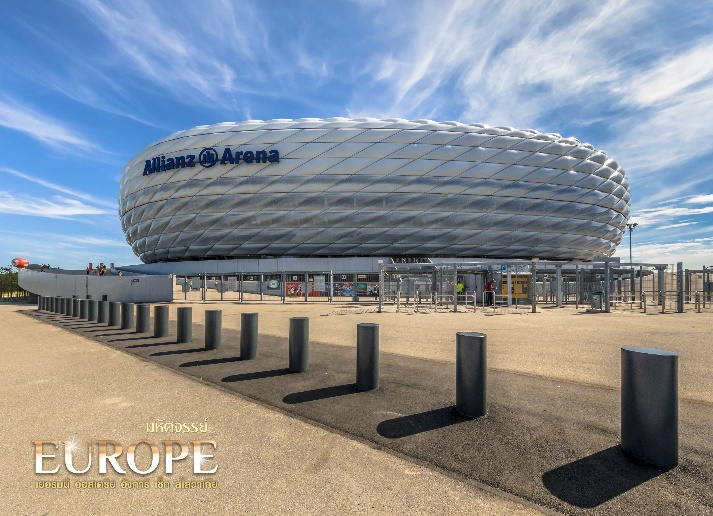 Allianz Arena
มหัศจรรย์
EUROPE
เยอรมนี ออสเตรีย ฮังการี เช็ก สโลวาเกีย